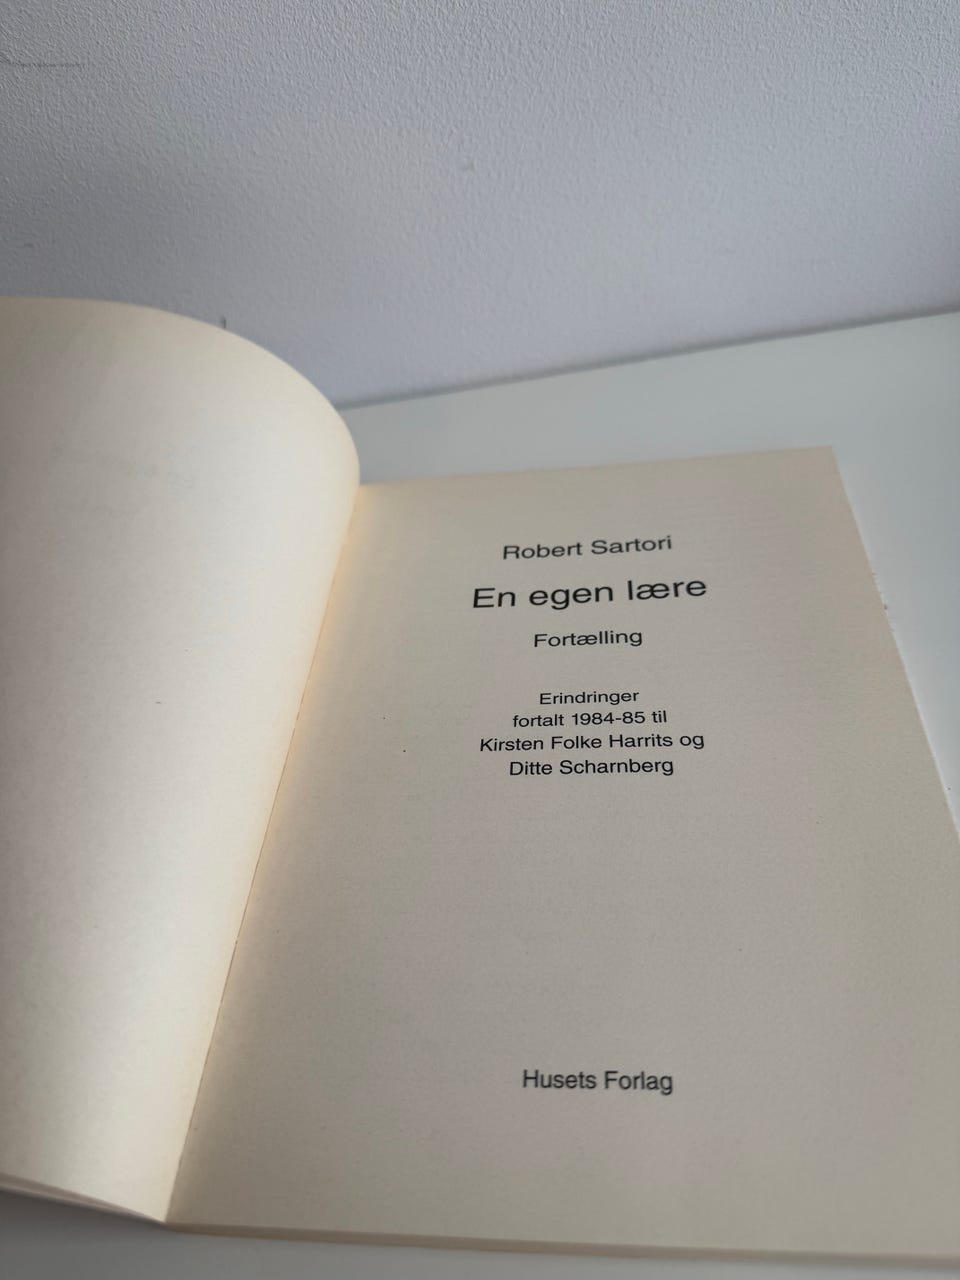 Robert Sartori
En egen lære
Fortælling
Erindringer
fortalt 1984-85 til
Kirsten Folke Harrits og
Ditte Scharnberg
Husets Forlag